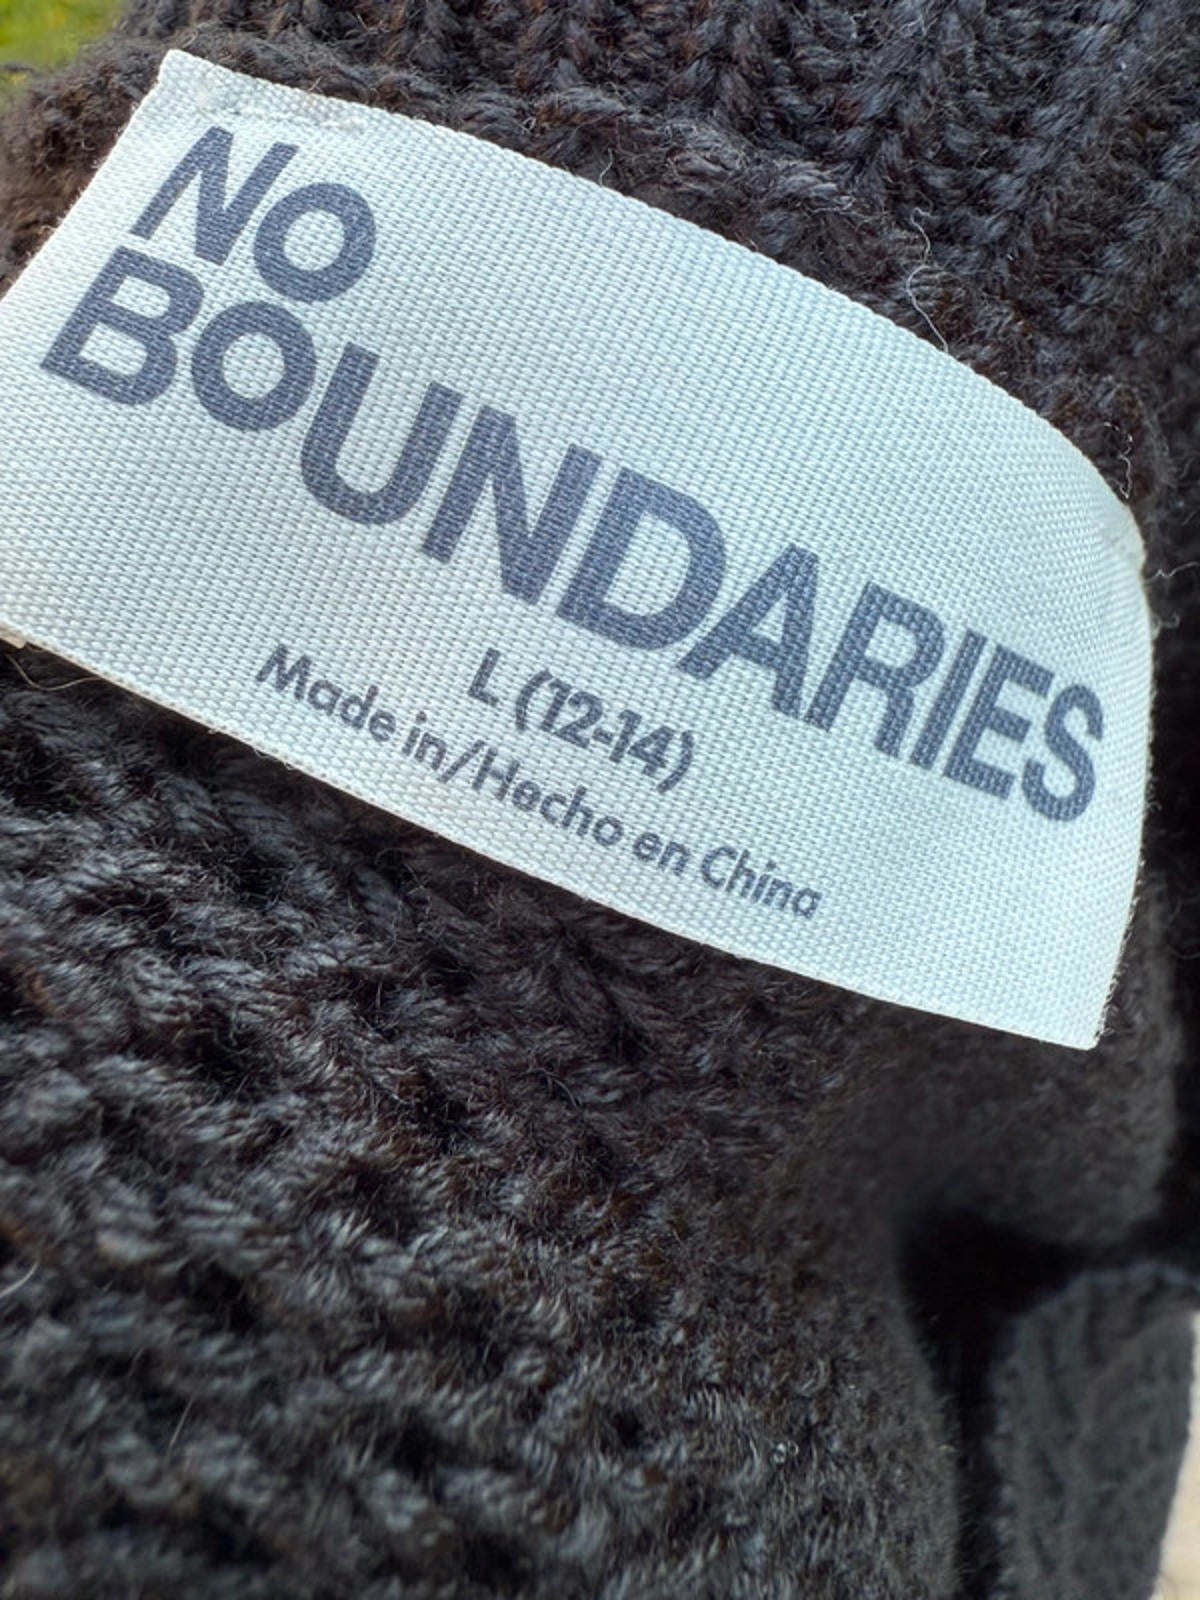 NO
BOUNDARIES
L (12-14)
Made in/Hecho en China